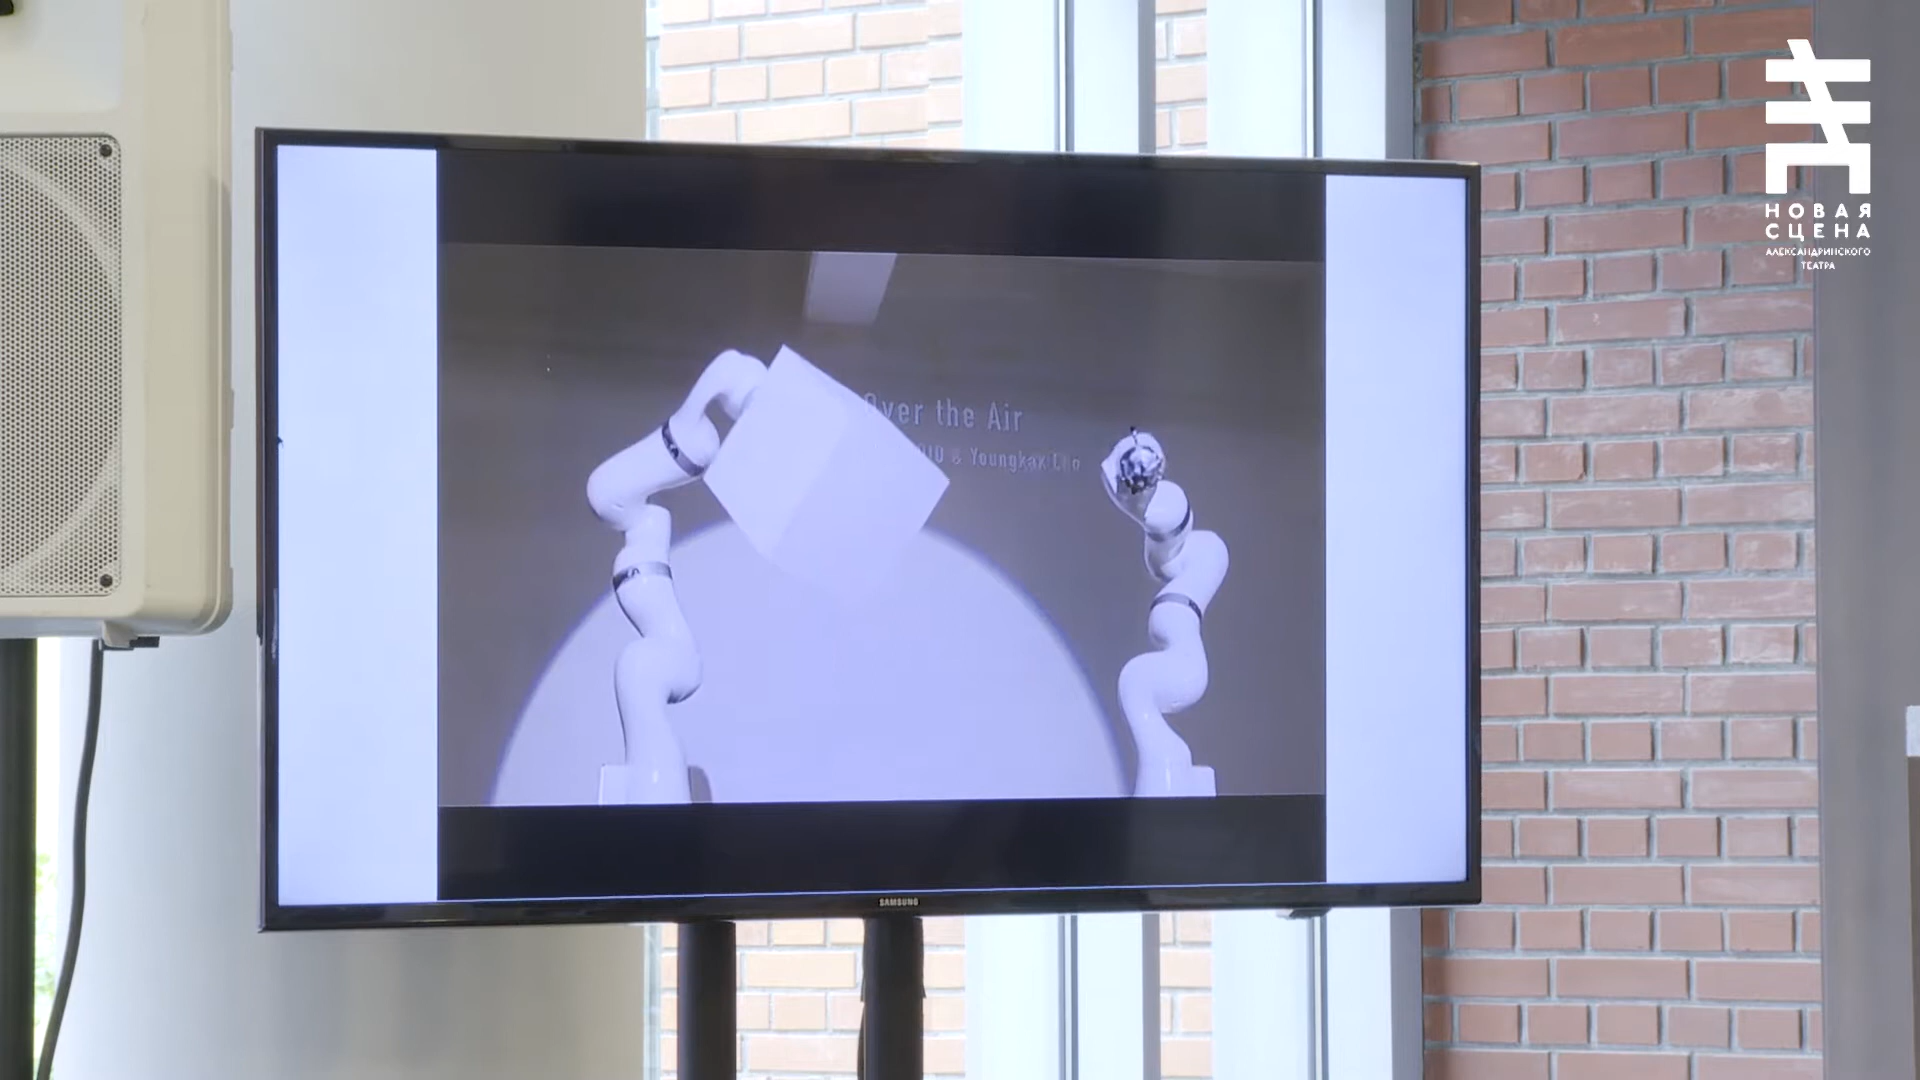 Over the Air
& Youngkak Cho
SAMSUNG
НОВАЯ
СЦЕНА
АЛЕКСАНДРИНСКОГО
ТЕАТРА